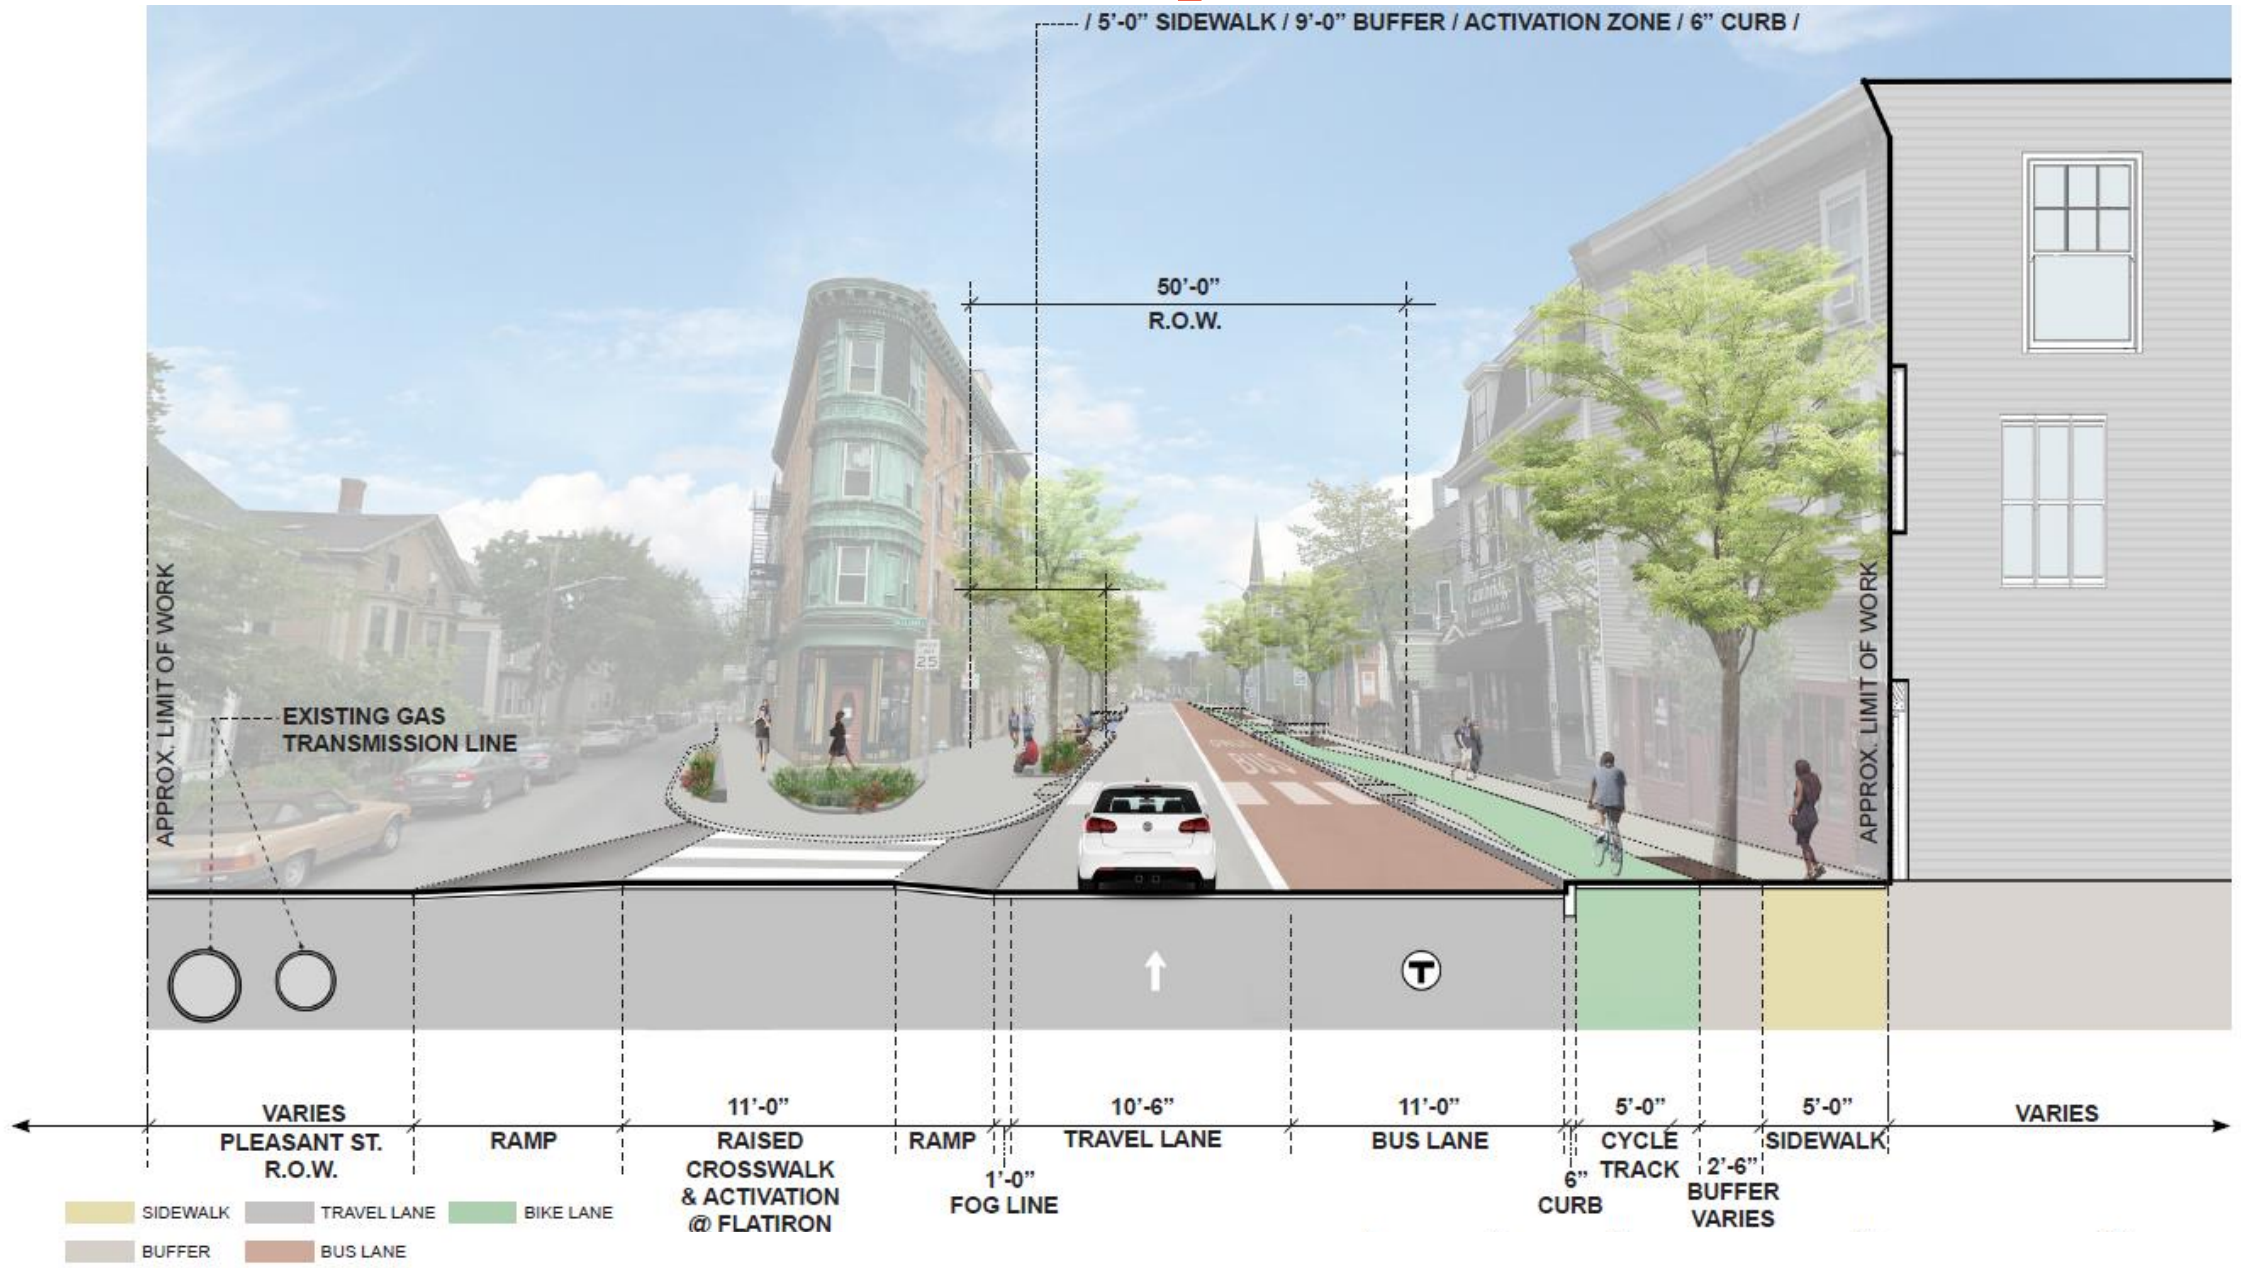 / 5’-0” SIDEWALK / 9’-0” BUFFER / ACTIVATION ZONE / 6” CURB /
50’-0”
R.O.W.
25
BUS
APPROX. LIMIT OF WORK
EXISTING GAS
TRANSMISSION LINE
APPROX. LIMIT OF WORK
T
VARIES
PLEASANT ST.
R.O.W.
RAMP
11’-0”
RAISED
CROSSWALK
& ACTIVATION
@ FLATIRON
RAMP
1’-0”
FOG LINE
10’-6”
TRAVEL LANE
11’-0”
BUS LANE
6”
CURB
5’-0”
CYCLE
TRACK
2’-6”
BUFFER
VARIES
5’-0”
SIDEWALK
VARIES
SIDEWALK
TRAVEL LANE
BIKE LANE
BUFFER
BUS LANE